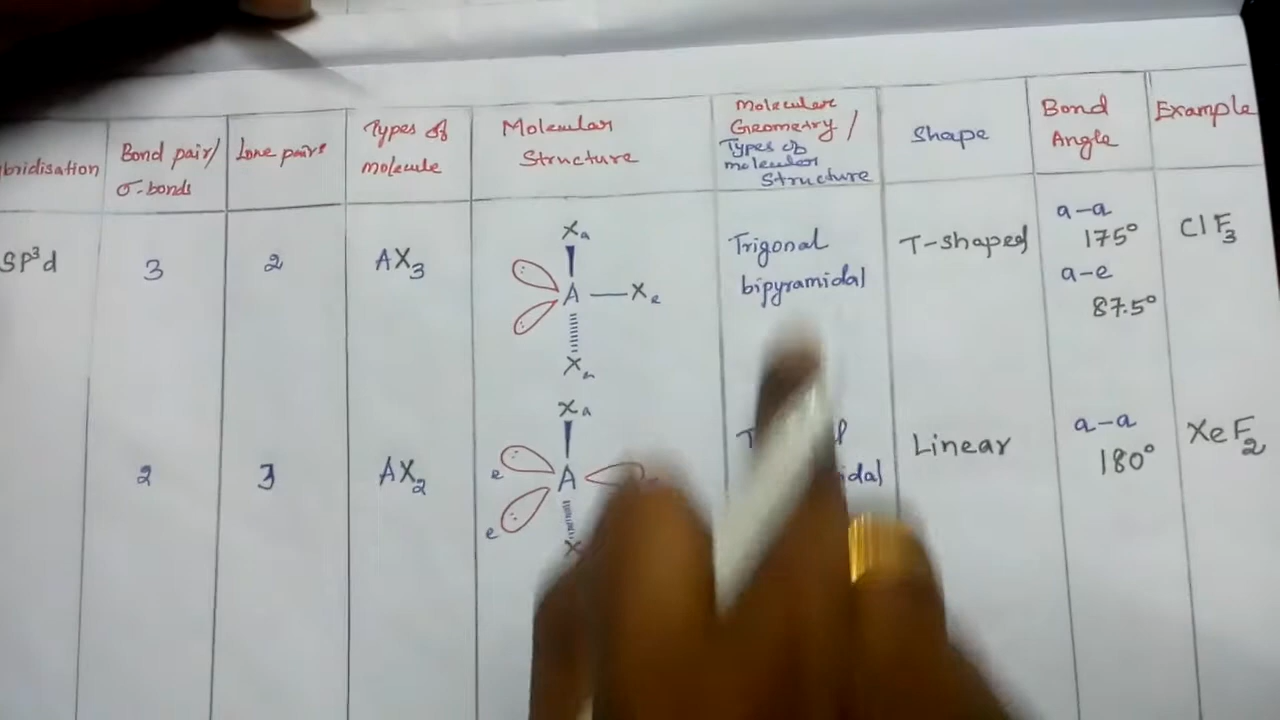 bridisation
Bond pair/
σ-bonds
Lone pairs
Types of
molecule
Molecular
Structure
Molecular
Geometry /
Types of
molecular
Structure
Shape
Bond
Angle
Example
SP³d
3
2
AX₃
Xₐ
A — Xₑ
Xₐ
Trigonal
bipyramidal
T-shaped
a-a
175°
a-e
87.5°
ClF₃
2
3
AX₂
Xₐ
e
A
e
X
dal
Linear
a-a
180°
XeF₂